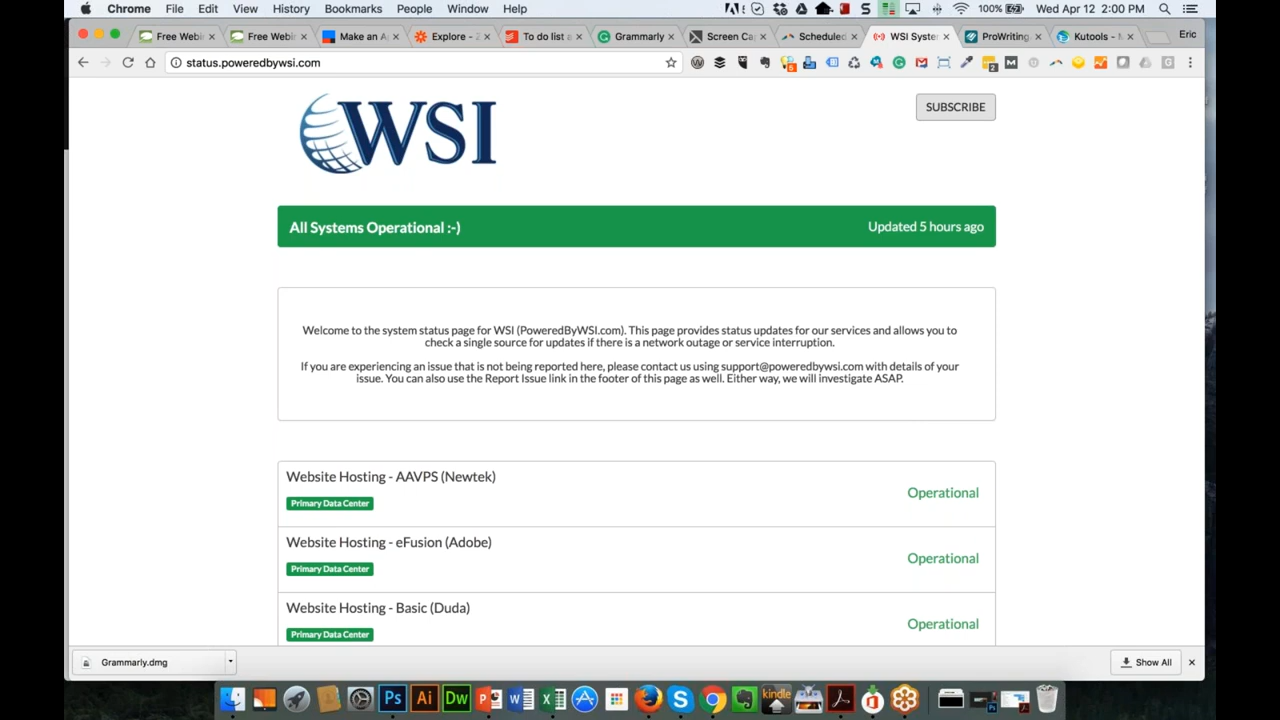 Chrome File Edit View History Bookmarks People Window Help 100% Wed Apr 12 2:00 PM
Free Webi Free Webi Make an A Explore - To do list a Grammarly Screen Ca Scheduled WSI Syste ProWriting Kutools - M Eric
status.poweredbywsi.com
WSI
SUBSCRIBE
All Systems Operational :-) Updated 5 hours ago
Welcome to the system status page for WSI (PoweredByWSI.com). This page provides status updates for our services and allows you to
check a single source for updates if there is a network outage or service interruption.
If you are experiencing an issue that is not being reported here, please contact us using support@poweredbywsi.com with details of your
issue. You can also use the Report Issue link in the footer of this page as well. Either way, we will investigate ASAP.
Website Hosting - AAVPS (Newtek)
Primary Data Center
Operational
Website Hosting - eFusion (Adobe)
Primary Data Center
Operational
Website Hosting - Basic (Duda)
Primary Data Center
Operational
Grammarly.dmg Show All
Ps Ai Dw kindle